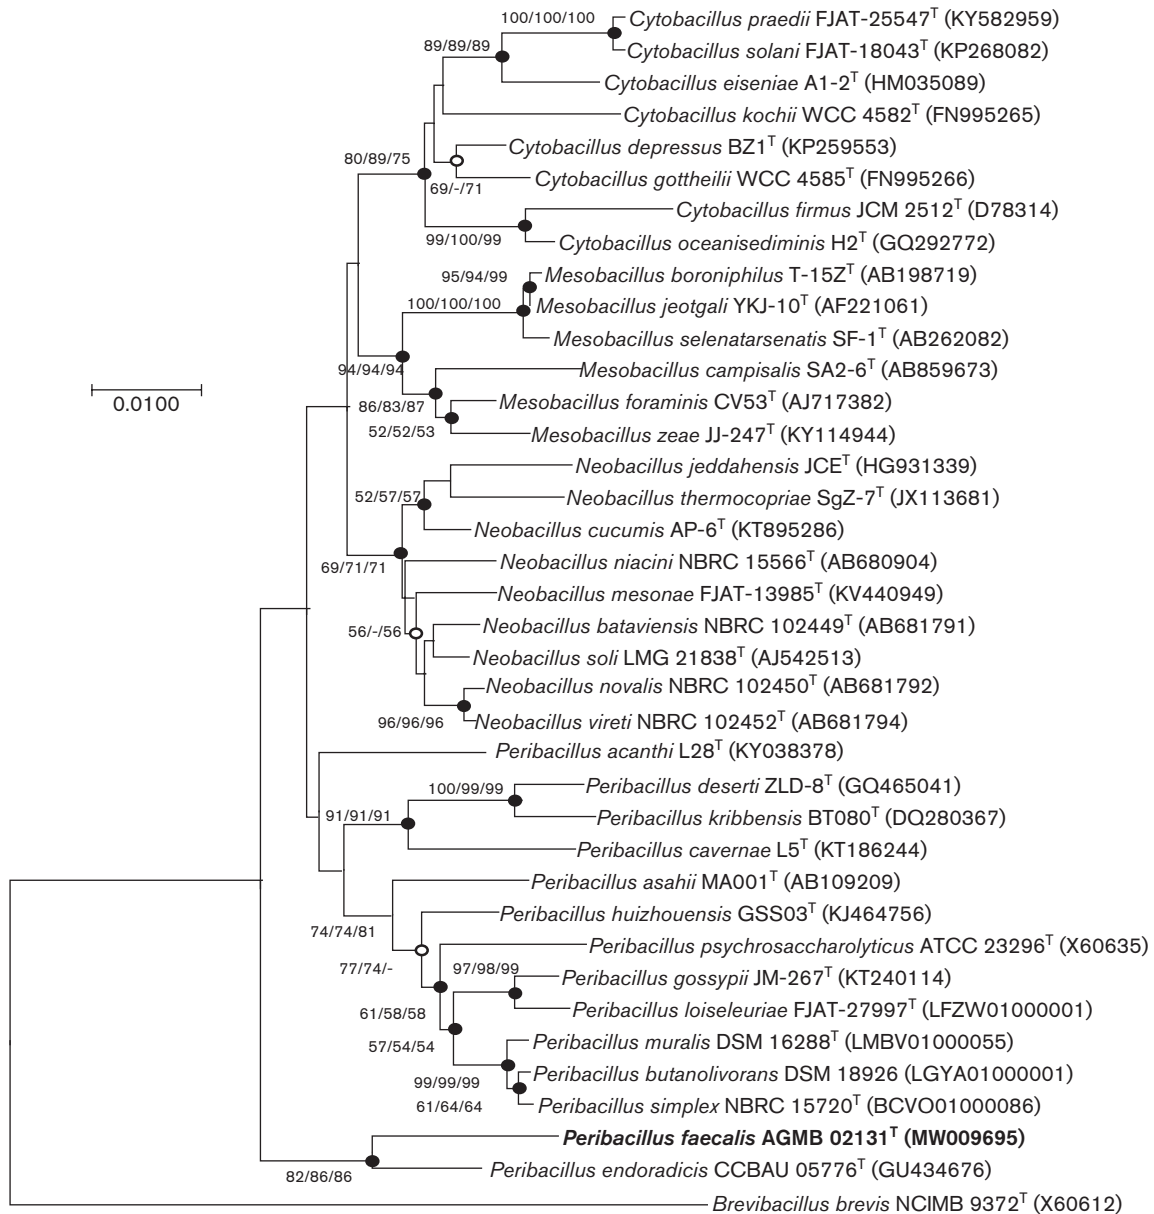 100/100/100
Cytobacillus praedii FJAT-25547ᵀ (KY582959)
89/89/89
Cytobacillus solani FJAT-18043ᵀ (KP268082)
Cytobacillus eiseniae A1-2ᵀ (HM035089)
Cytobacillus kochii WCC 4582ᵀ (FN995265)
Cytobacillus depressus BZ1ᵀ (KP259553)
80/89/75
69/-/71
Cytobacillus gottheilii WCC 4585ᵀ (FN995266)
Cytobacillus firmus JCM 2512ᵀ (D78314)
99/100/99
Cytobacillus oceanisediminis H2ᵀ (GQ292772)
95/94/99
Mesobacillus boroniphilus T-15Zᵀ (AB198719)
100/100/100
Mesobacillus jeotgali YKJ-10ᵀ (AF221061)
Mesobacillus selenatarsenatis SF-1ᵀ (AB262082)
94/94/94
Mesobacillus campisalis SA2-6ᵀ (AB859673)
0.0100
86/83/87
Mesobacillus foraminis CV53ᵀ (AJ717382)
52/52/53
Mesobacillus zeae JJ-247ᵀ (KY114944)
Neobacillus jeddahensis JCEᵀ (HG931339)
52/57/57
Neobacillus thermocopriae SgZ-7ᵀ (JX113681)
Neobacillus cucumis AP-6ᵀ (KT895286)
69/71/71
Neobacillus niacini NBRC 15566ᵀ (AB680904)
Neobacillus mesonae FJAT-13985ᵀ (KV440949)
56/-/56
Neobacillus bataviensis NBRC 102449ᵀ (AB681791)
Neobacillus soli LMG 21838ᵀ (AJ542513)
Neobacillus novalis NBRC 102450ᵀ (AB681792)
96/96/96
Neobacillus vireti NBRC 102452ᵀ (AB681794)
Peribacillus acanthi L28ᵀ (KY038378)
100/99/99
Peribacillus deserti ZLD-8ᵀ (GQ465041)
91/91/91
Peribacillus kribbensis BT080ᵀ (DQ280367)
Peribacillus cavernae L5ᵀ (KT186244)
Peribacillus asahii MA001ᵀ (AB109209)
74/74/81
Peribacillus huizhouensis GSS03ᵀ (KJ464756)
Peribacillus psychrosaccharolyticus ATCC 23296ᵀ (X60635)
77/74/-
97/98/99
Peribacillus gossypii JM-267ᵀ (KT240114)
61/58/58
Peribacillus loiseleuriae FJAT-27997ᵀ (LFZW01000001)
57/54/54
Peribacillus muralis DSM 16288ᵀ (LMBV01000055)
99/99/99
Peribacillus butanolivorans DSM 18926 (LGYA01000001)
61/64/64
Peribacillus simplex NBRC 15720ᵀ (BCVO01000086)
Peribacillus faecalis AGMB 02131ᵀ (MW009695)
82/86/86
Peribacillus endoradicis CCBAU 05776ᵀ (GU434676)
Brevibacillus brevis NCIMB 9372ᵀ (X60612)